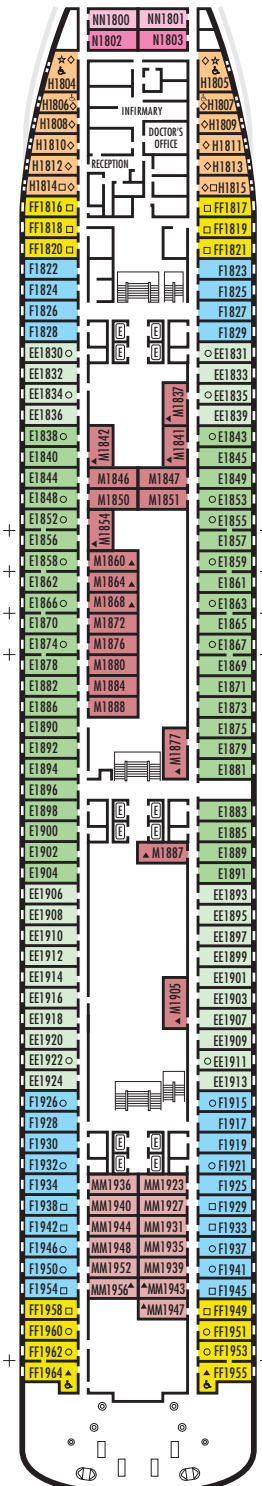 NN1800 NN1801
N1802 N1803
☆ ◇ ◇ ☆
♿ ♿
H1804 H1805
INFIRMARY
H1806◇ ◇H1807
H1808◇ ◇H1809
DOCTOR'S
OFFICE
H1810◇ ◇H1811
RECEPTION
H1812◇ ◇H1813
H1814□◇ ◇□H1815
FF1816□ □FF1817
FF1818□ □FF1819
FF1820□ □FF1821
F1822 F1823
F1824 F1825
F1826 F1827
F1828 E E F1829
EE1830○ E E ○EE1831
EE1832 EE1833
EE1834○ ▲M1837 ○EE1835
EE1836 EE1839
E1838○ ▲M1842 ▲M1841 ○E1843
E1840 E1845
E1844 M1846 M1847 E1849
E1848○ M1850 M1851 ○E1853
E1852○ ▲M1854 ○E1855
E1856 E1857
E1858○ M1860▲ ○E1859
E1862 M1864▲ E1861
E1866○ M1868▲ ○E1863
E1870 M1872 E1865
E1874○ M1876 ○E1867
E1878 M1880 E1869
E1882 M1884 E1871
E1886 M1888 E1873
E1890 E1875
E1892 ▲M1877 E1879
E1894 E1881
E1896
E1898 E E E1883
E1900 E E E1885
E1902 ▲M1887 E1889
E1904 E1891
EE1906 EE1893
EE1908 EE1895
EE1910 EE1897
EE1912 EE1899
EE1914 EE1901
EE1916 ▲M1905 EE1903
EE1918 EE1907
EE1920 EE1909
EE1922○ ○EE1911
EE1924 EE1913
F1926○ ○F1915
F1928 F1917
F1930 E E F1919
F1932○ E E ○F1921
F1934 MM1936 MM1923 F1925
F1938□ MM1940 MM1927 □F1929
F1942□ MM1944 MM1931 □F1933
F1946○ MM1948 MM1935 ○F1937
F1950○ MM1952 MM1939 ○F1941
F1954□ MM1956▲ ▲MM1943 □F1945
FF1958□ ▲MM1947 □FF1949
FF1960○ ○FF1951
FF1962○ ○FF1953
FF1964▲ ▲FF1955
♿ ♿